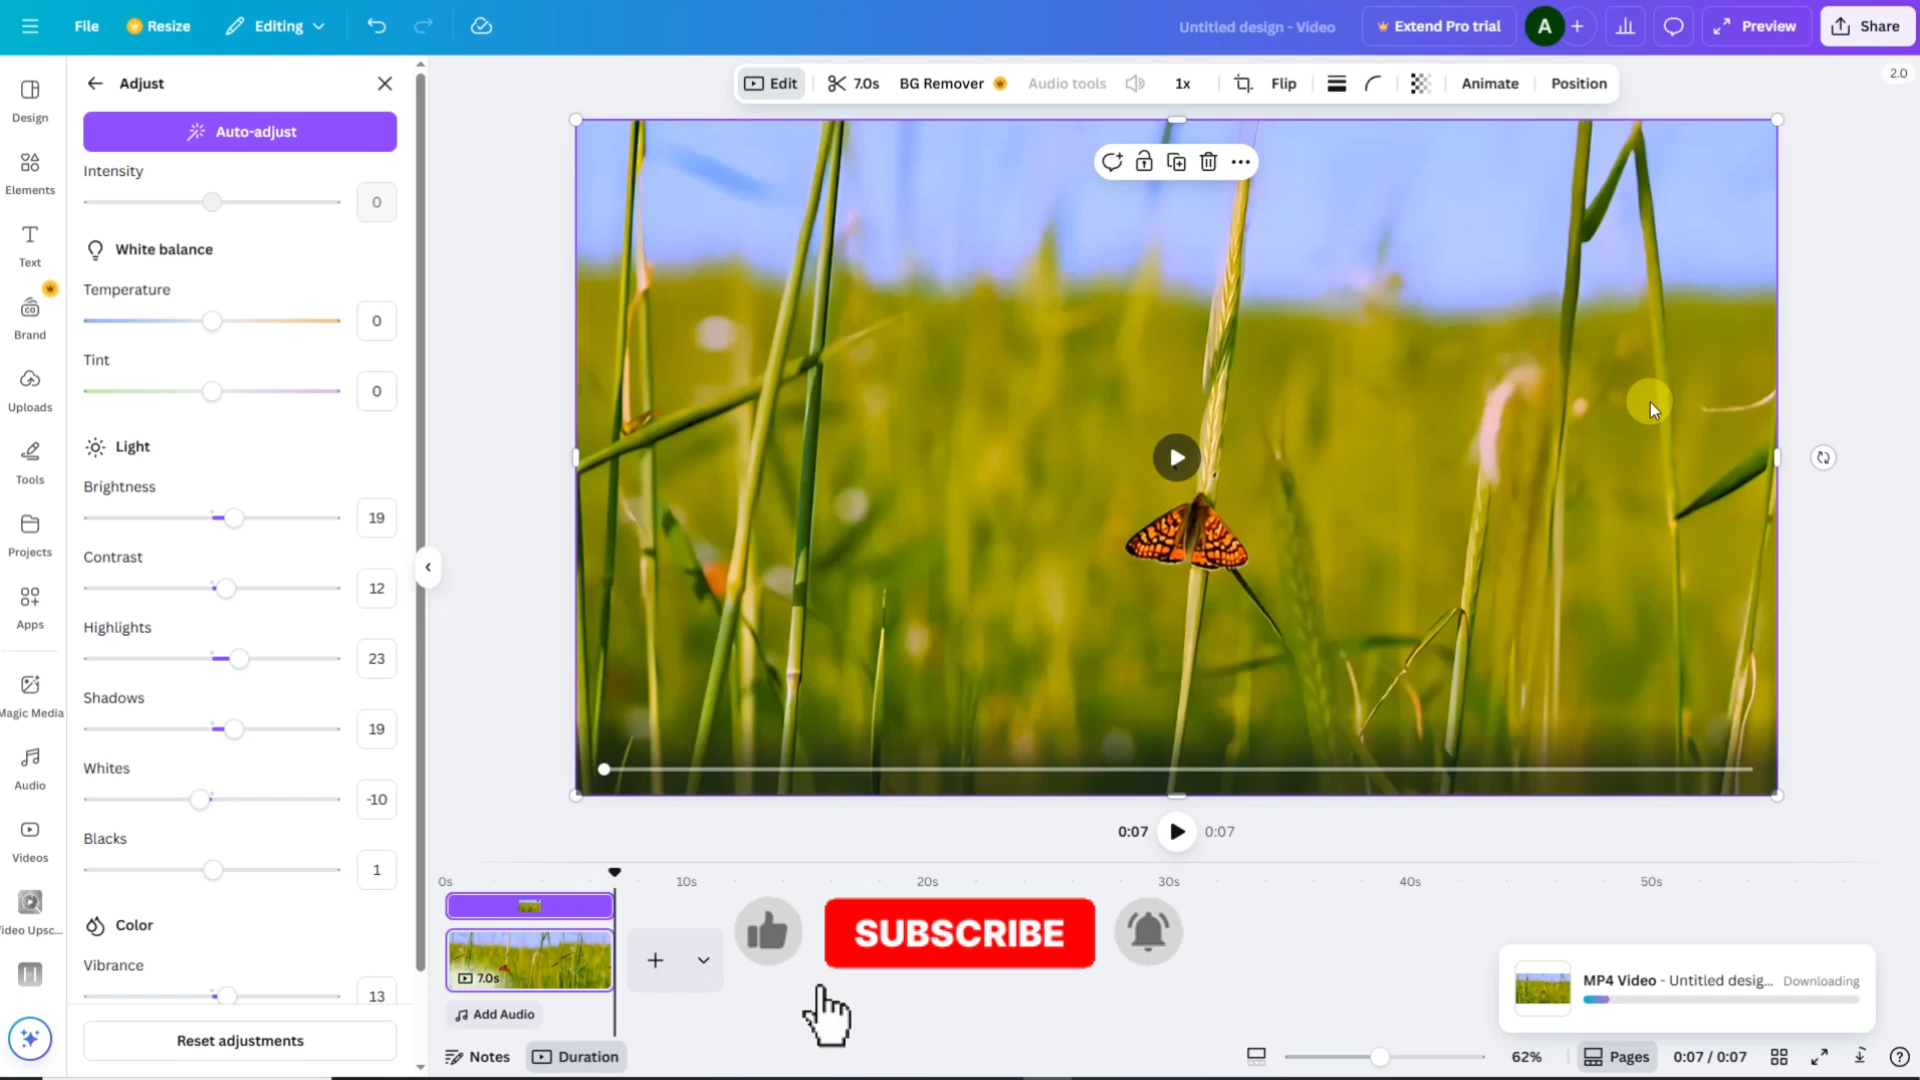 File
Resize
Editing
Untitled design - Video
Extend Pro trial
A
Preview
Share
Design
Elements
Text
Brand
Uploads
Tools
Projects
Apps
Magic Media
Audio
Videos
Adjust
Auto-adjust
Intensity
0
White balance
Temperature
0
Tint
0
Light
Brightness
19
Contrast
12
Highlights
23
Shadows
19
Whites
-10
Blacks
1
Color
Vibrance
13
Reset adjustments
Edit
7.0s
BG Remover
Audio tools
1x
Flip
Animate
Position
2.0
0:07
0:07
0s
10s
20s
30s
40s
50s
7.0s
SUBSCRIBE
Add Audio
MP4 Video - Untitled desig...
Downloading
Notes
Duration
62%
Pages
0:07 / 0:07